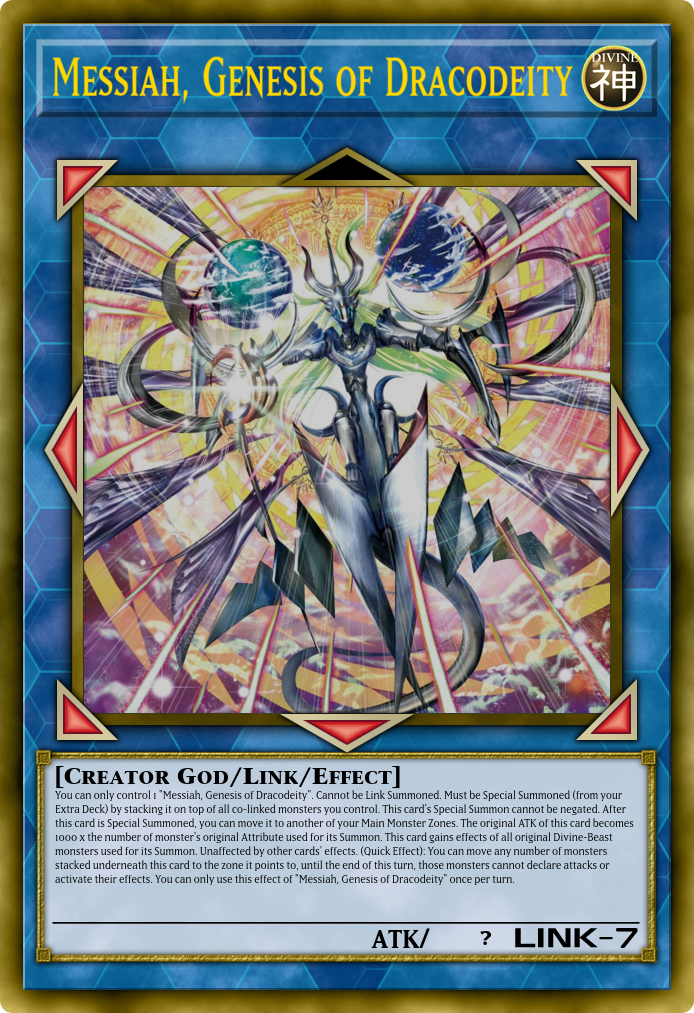 Messiah, Genesis of Dracodeity
DIVINE
神
[Creator God/Link/Effect]
You can only control 1 "Messiah, Genesis of Dracodeity". Cannot be Link Summoned. Must be Special Summoned (from your
Extra Deck) by stacking it on top of all co-linked monsters you control. This card's Special Summon cannot be negated. After
this card is Special Summoned, you can move it to another of your Main Monster Zones. The original ATK of this card becomes
1000 x the number of monster's original Attribute used for its Summon. This card gains effects of all original Divine-Beast
monsters used for its Summon. Unaffected by other cards' effects. (Quick Effect): You can move any number of monsters
stacked underneath this card to the zone it points to, until the end of this turn, those monsters cannot declare attacks or
activate their effects. You can only use this effect of "Messiah, Genesis of Dracodeity" once per turn.
ATK/ ? LINK-7